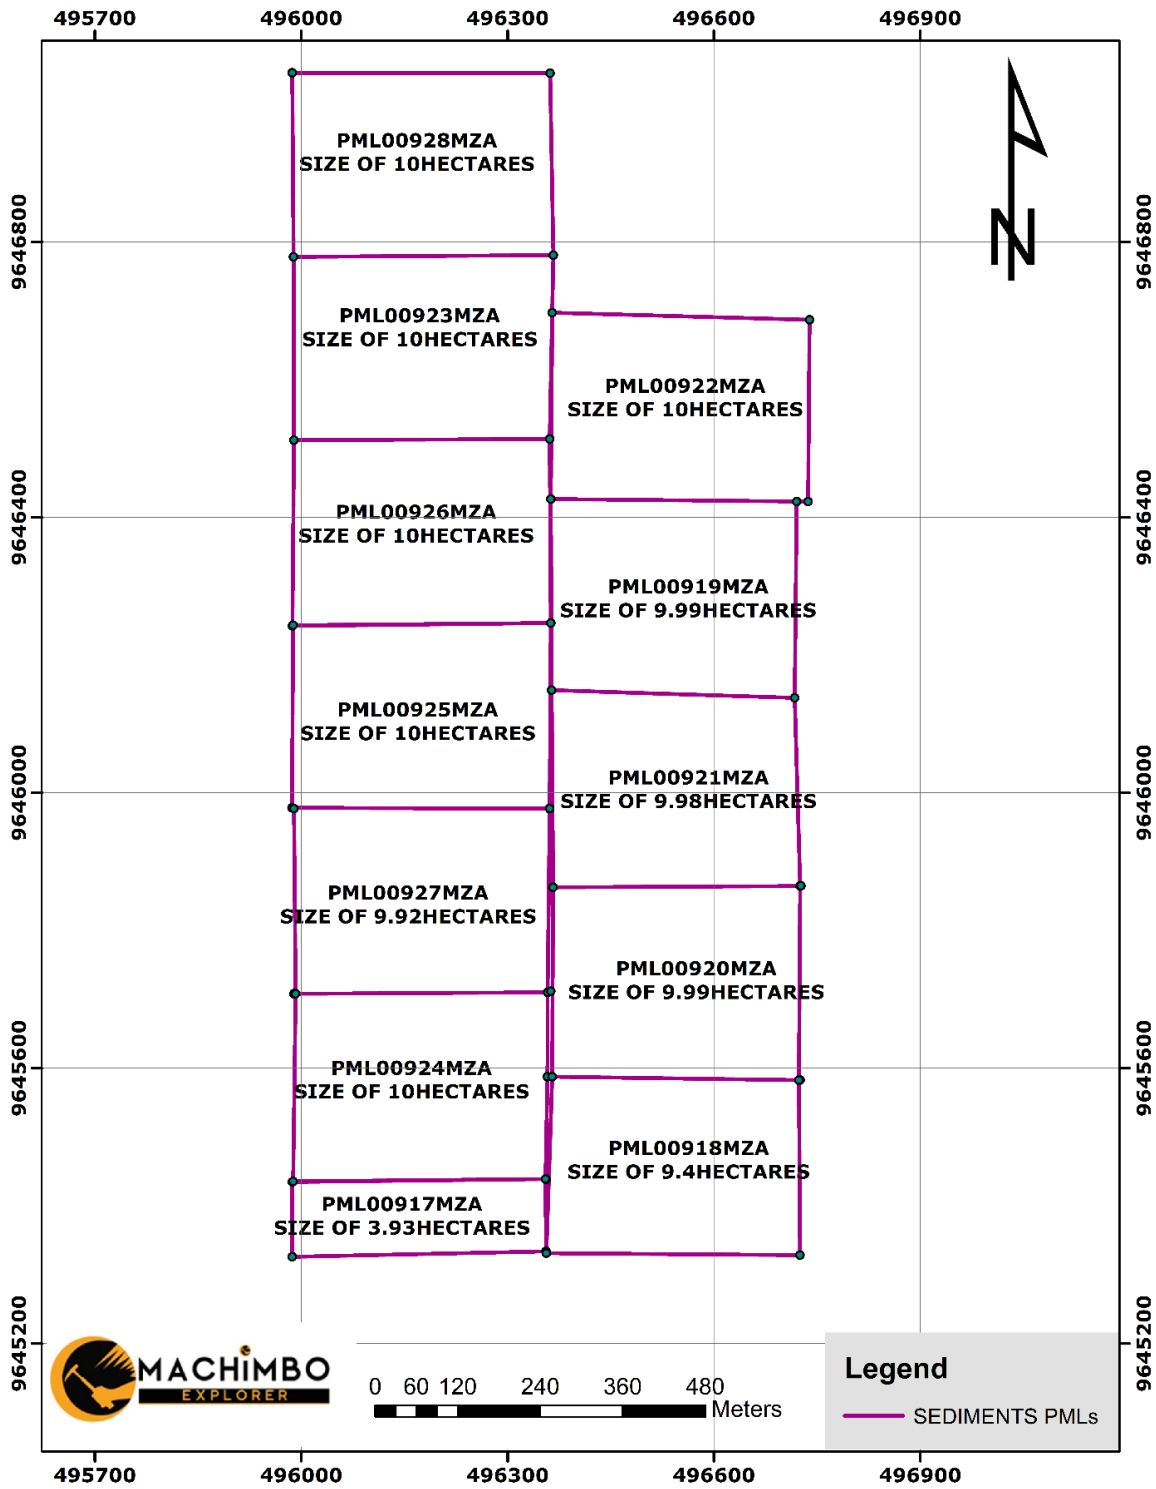 495700 496000 496300 496600 496900
PML00928MZA
SIZE OF 10HECTARES
N
9646800
9646800
PML00923MZA
SIZE OF 10HECTARES
PML00922MZA
SIZE OF 10HECTARES
9646400
9646400
PML00926MZA
SIZE OF 10HECTARES
PML00919MZA
SIZE OF 9.99HECTARES
PML00925MZA
SIZE OF 10HECTARES
9646000
9646000
PML00921MZA
SIZE OF 9.98HECTARES
PML00927MZA
SIZE OF 9.92HECTARES
PML00920MZA
SIZE OF 9.99HECTARES
9645600
9645600
PML00924MZA
SIZE OF 10HECTARES
PML00918MZA
SIZE OF 9.4HECTARES
PML00917MZA
SIZE OF 3.93HECTARES
9645200
9645200
MACHiMBO
EXPLORER
0 60 120 240 360 480
Meters
Legend
SEDIMENTS PMLs
495700 496000 496300 496600 496900